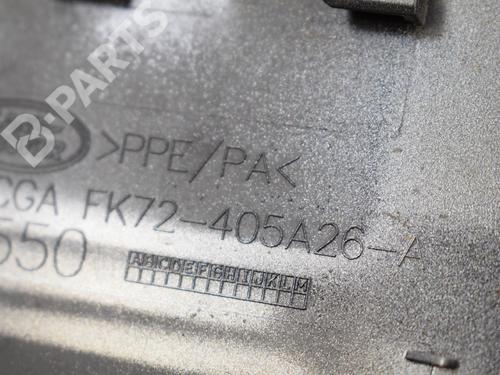 B-PARTS
>PPE/PA<
CGA FK72-405A26-A
550
ABCDEFGHIJKLM